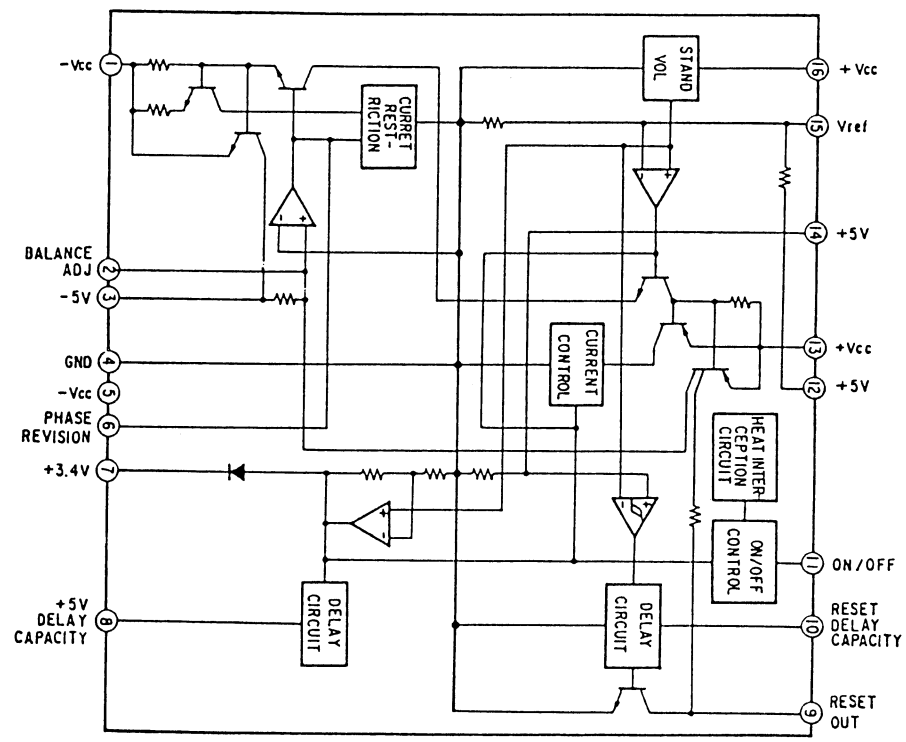 -Vcc
1
BALANCE
ADJ
2
-5V
3
GND
4
-Vcc
5
PHASE
REVISION
6
+3.4V
7
+5V
DELAY
CAPACITY
8
STAND
VOL
CURRET
REST-
RICTION
-
+
-
+
CURRENT
CONTROL
HEAT INTER
CEPTION
CIRCUIT
+
-
-
+
ON/OFF
CONTROL
DELAY
CIRCUIT
DELAY
CIRCUIT
16
+Vcc
15
Vref
14
+5V
13
+Vcc
12
+5V
11
ON/OFF
10
RESET
DELAY
CAPACITY
9
RESET
OUT